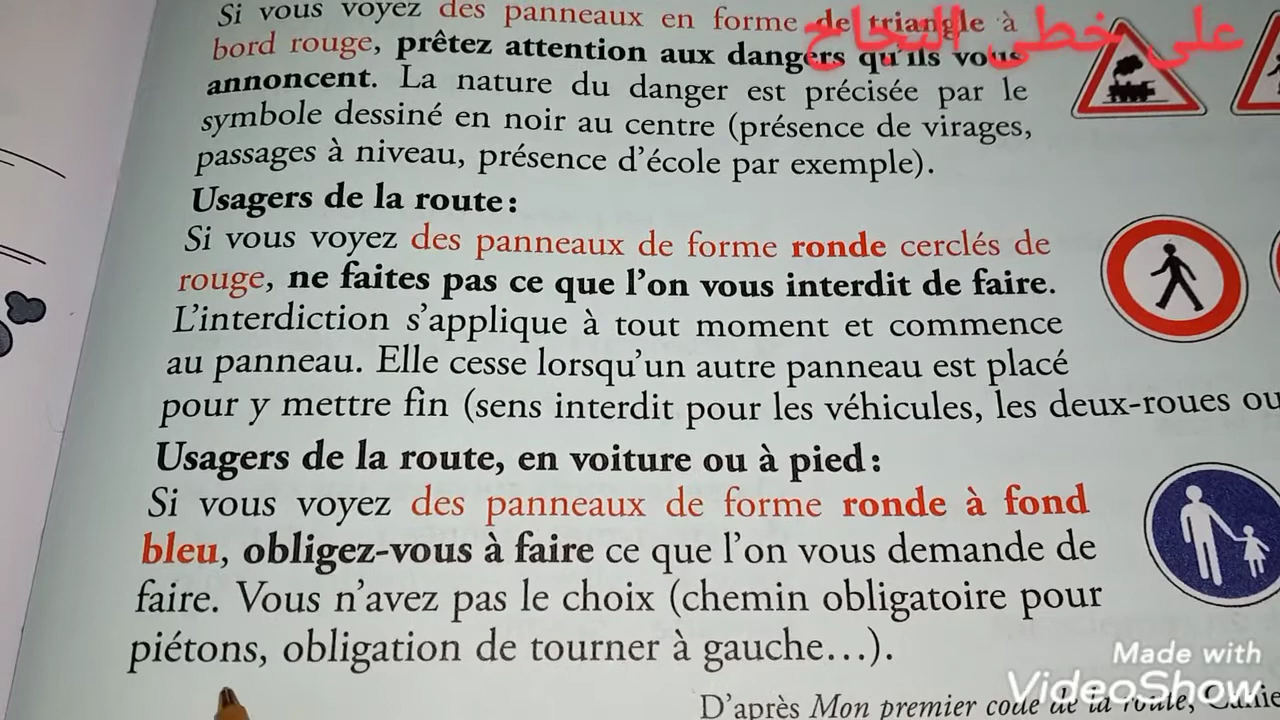 Si vous voyez des panneaux en forme de triangle à
bord rouge, prêtez attention aux dangers qu'ils vous
annoncent. La nature du danger est précisée par le
symbole dessiné en noir au centre (présence de virages,
passages à niveau, présence d'école par exemple).
Usagers de la route :
Si vous voyez des panneaux de forme ronde cerclés de
rouge, ne faites pas ce que l'on vous interdit de faire.
L'interdiction s'applique à tout moment et commence
au panneau. Elle cesse lorsqu'un autre panneau est placé
pour y mettre fin (sens interdit pour les véhicules, les deux-roues ou
Usagers de la route, en voiture ou à pied :
Si vous voyez des panneaux de forme ronde à fond
bleu, obligez-vous à faire ce que l'on vous demande de
faire. Vous n'avez pas le choix (chemin obligatoire pour
piétons, obligation de tourner à gauche...).
D'après Mon premier code de la route,
على خطى النجاح
Made with
VideoShow